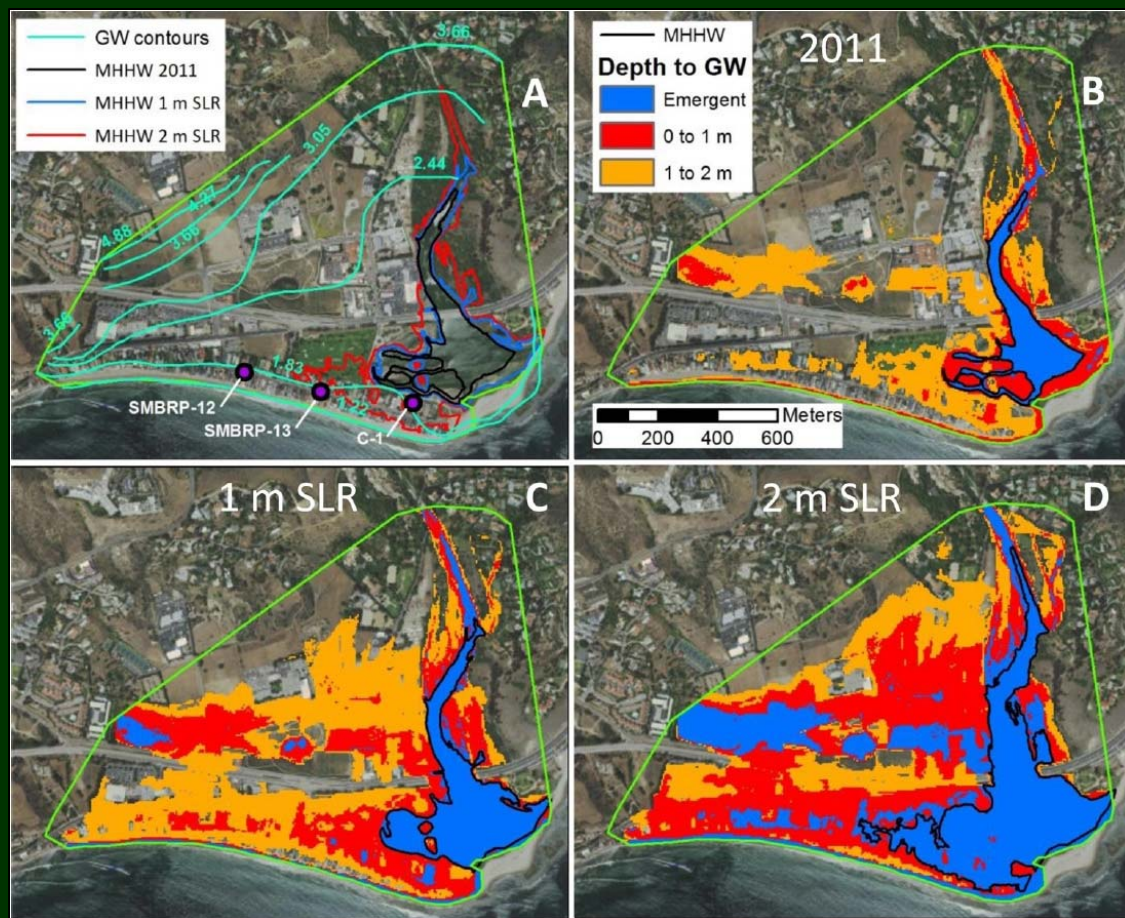 GW contours
MHHW 2011
MHHW 1 m SLR
MHHW 2 m SLR
A
3.66
3.05
2.44
4.27
4.88
3.66
3.66
1.83
1.22
SMBRP-12
SMBRP-13
C-1
MHHW
Depth to GW
Emergent
0 to 1 m
1 to 2 m
2011
B
Meters
0 200 400 600
1 m SLR
C
2 m SLR
D